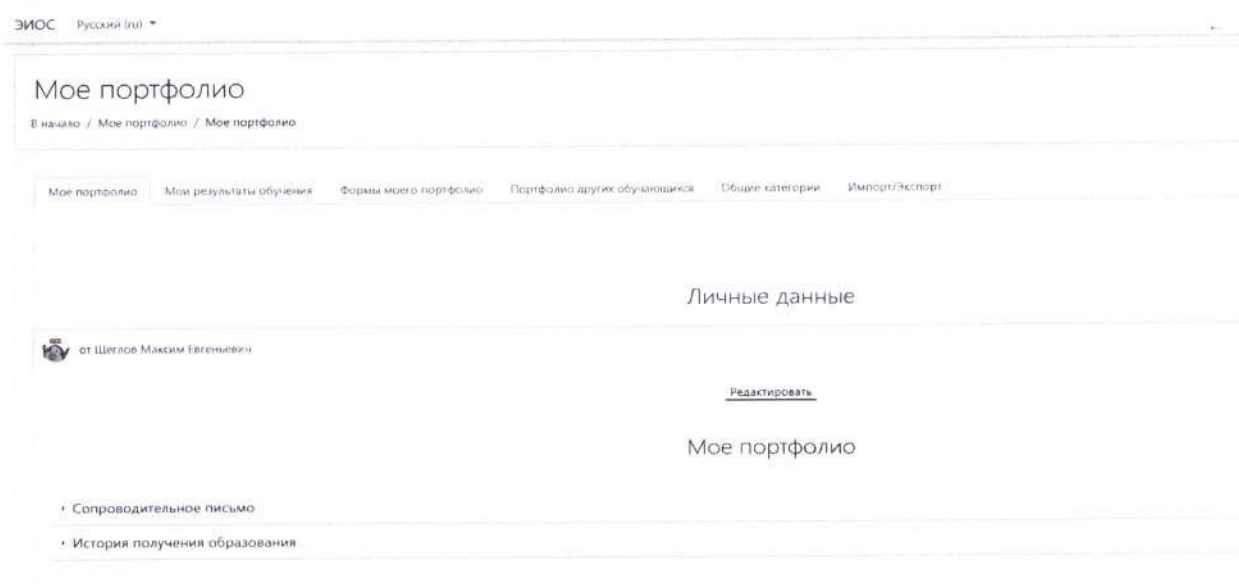 ЭИОС Русский (ru)
Мое портфолио
В начало / Мое портфолио / Мое портфолио
Мое портфолио Мои результаты обучения Формы моего портфолио Портфолио других обучающихся Общие категории Импорт/Экспорт
Личные данные
от Щеглов Максим Евгеньевич
Редактировать
Мое портфолио
Сопроводительное письмо
История получения образования